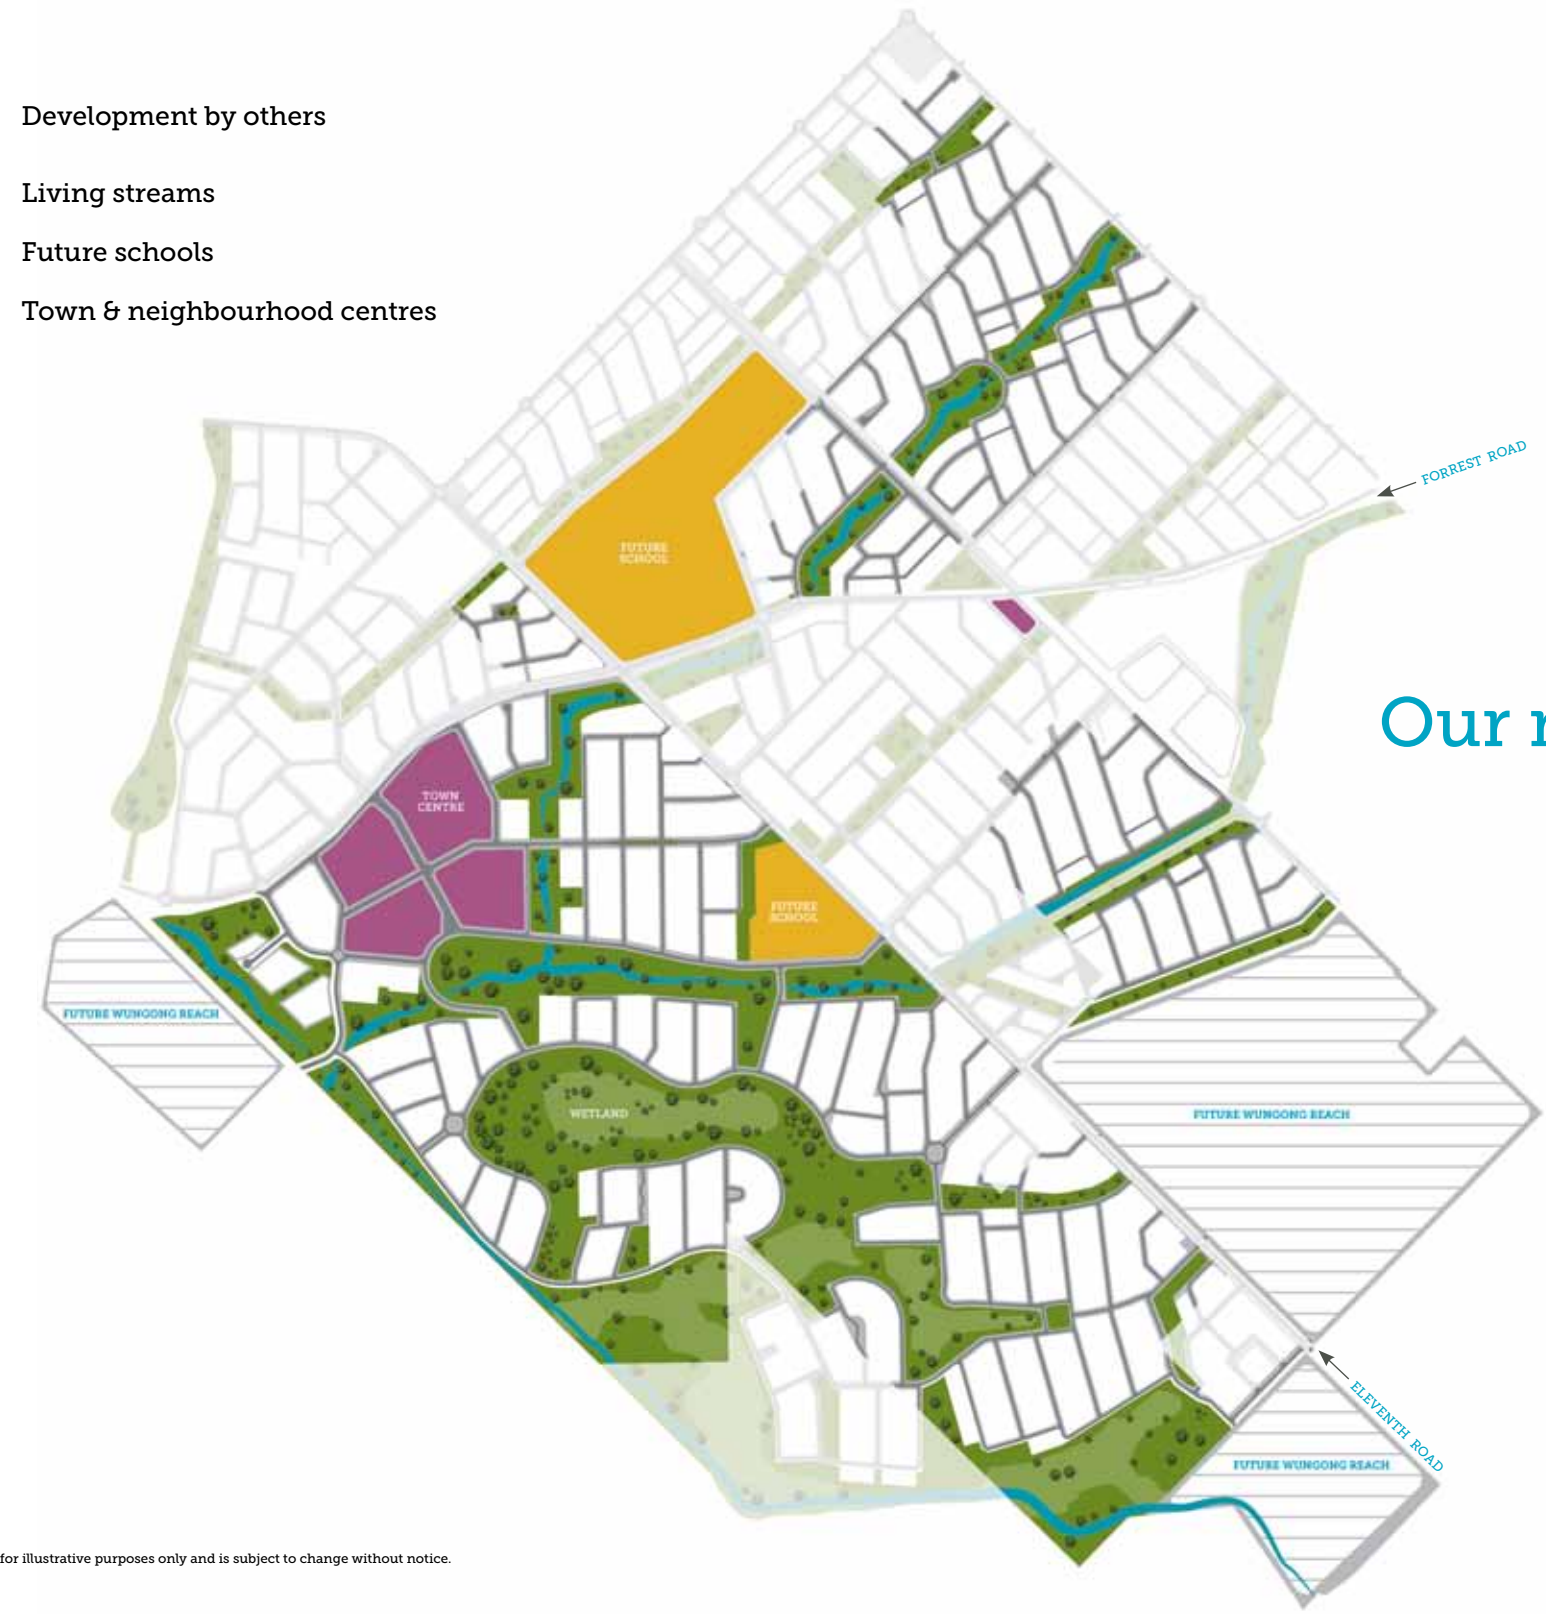 Development by others
Living streams
Future schools
Town & neighbourhood centres
FORREST ROAD
FUTURE
SCHOOL
Our
TOWN
CENTRE
FUTURE
SCHOOL
FUTURE WUNGONG REACH
WETLAND
FUTURE WUNGONG REACH
ELEVENTH ROAD
FUTURE WUNGONG REACH
for illustrative purposes only and is subject to change without notice.